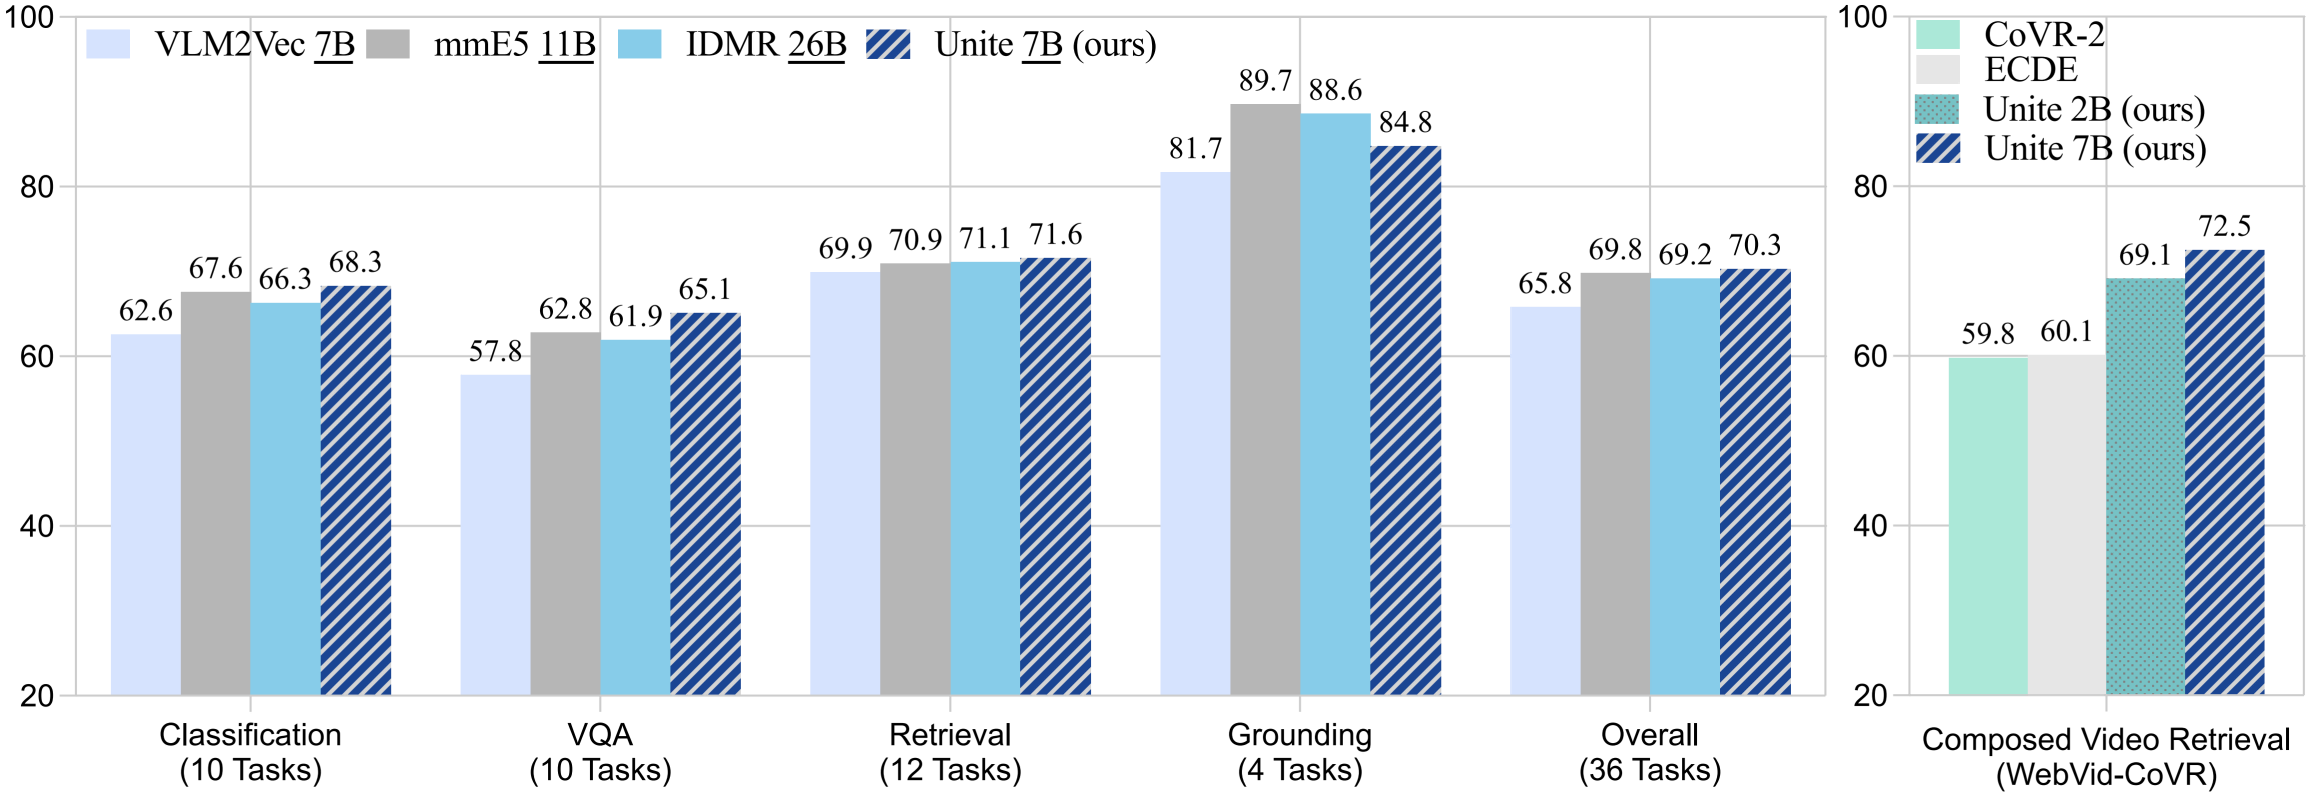 100
80
60
40
20
VLM2Vec 7B
mmE5 11B
IDMR 26B
Unite 7B (ours)
62.6
67.6
66.3
68.3
57.8
62.8
61.9
65.1
69.9
70.9
71.1
71.6
81.7
89.7
88.6
84.8
65.8
69.8
69.2
70.3
Classification
(10 Tasks)
VQA
(10 Tasks)
Retrieval
(12 Tasks)
Grounding
(4 Tasks)
Overall
(36 Tasks)
100
80
60
40
20
CoVR-2
ECDE
Unite 2B (ours)
Unite 7B (ours)
59.8
60.1
69.1
72.5
Composed Video Retrieval
(WebVid-CoVR)